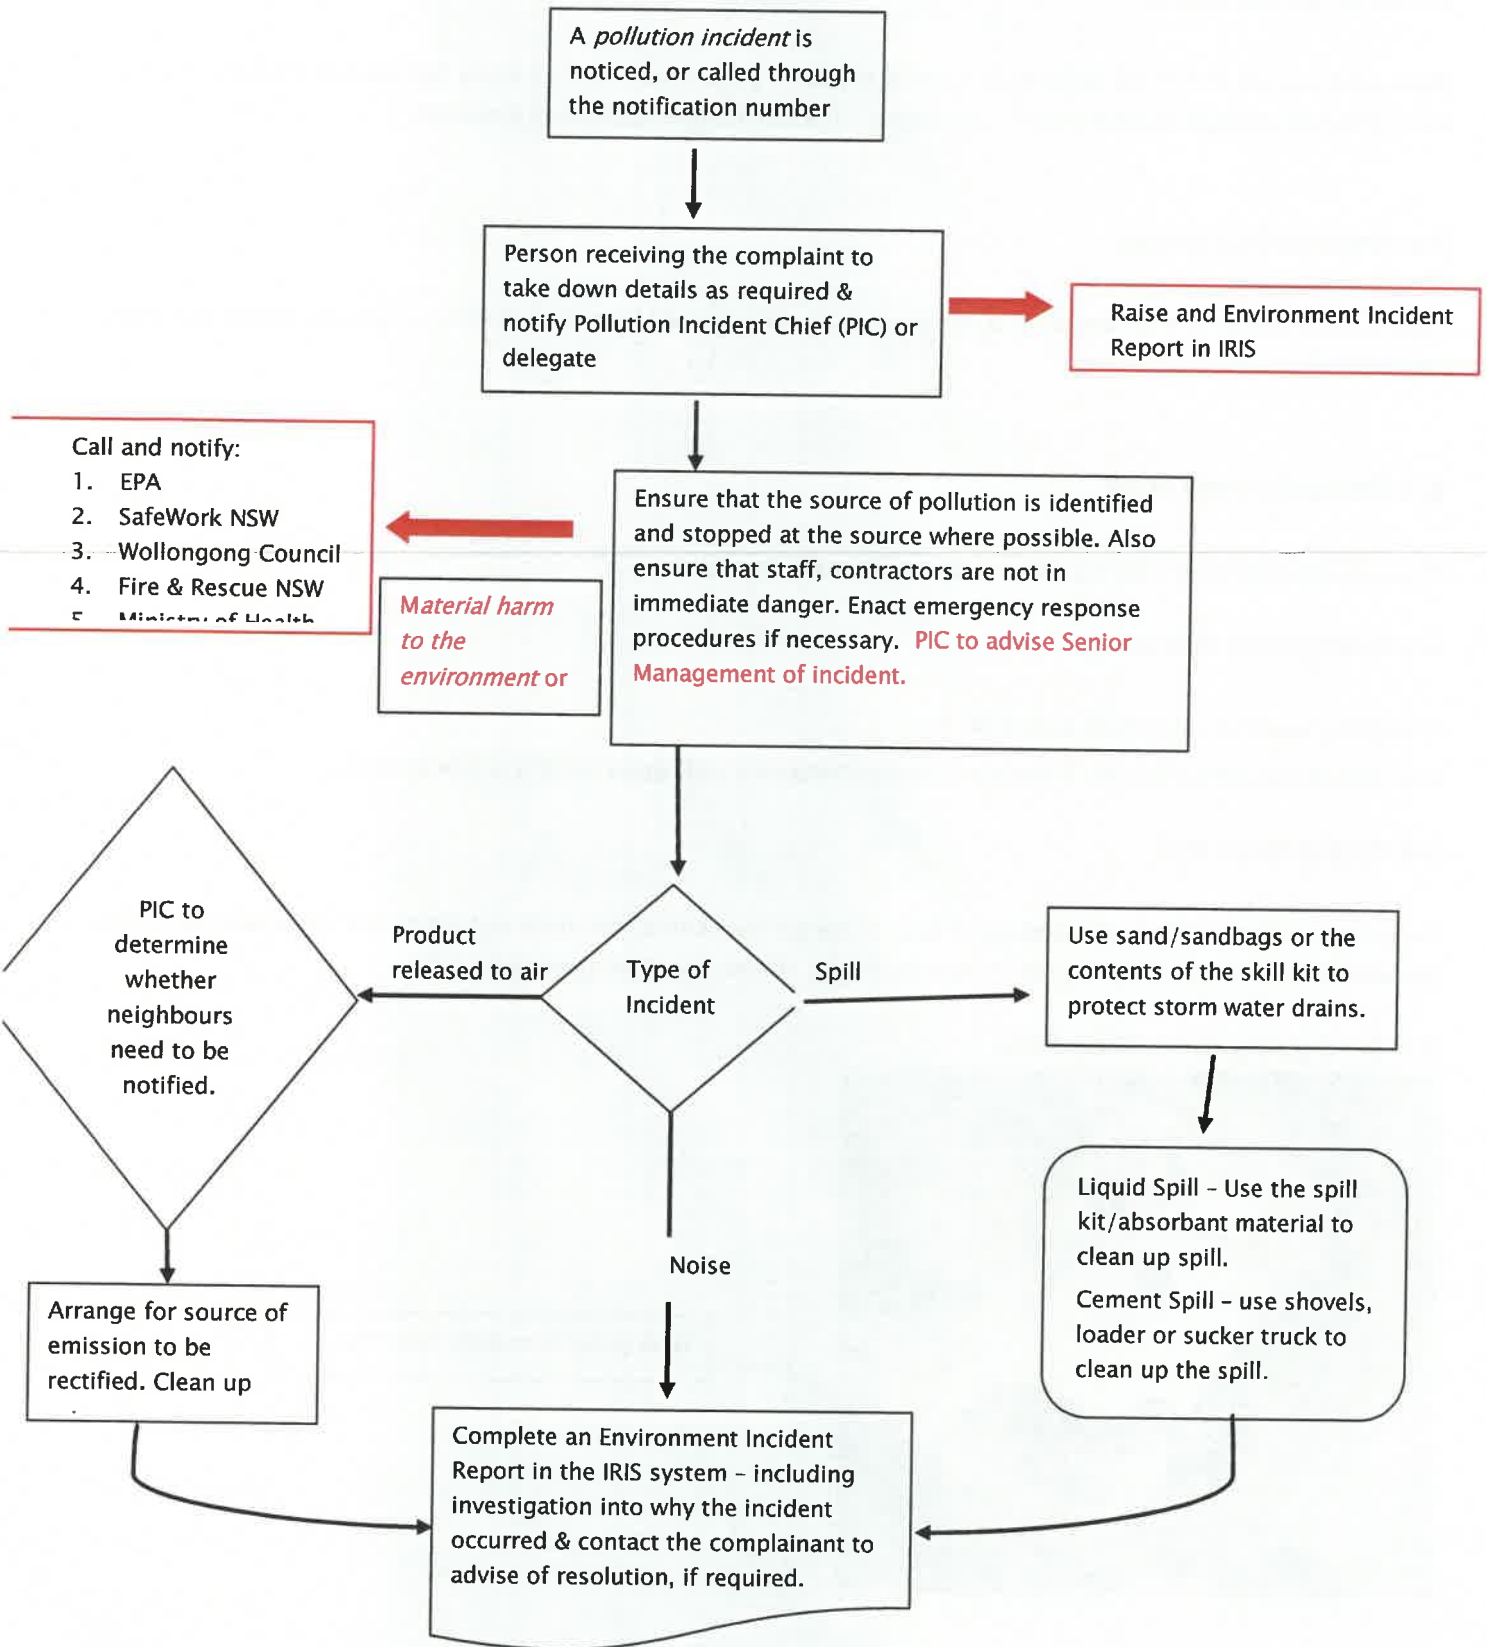 A pollution incident is
noticed, or called through
the notification number
Person receiving the complaint to
take down details as required &
notify Pollution Incident Chief (PIC) or
delegate
Raise and Environment Incident
Report in IRIS
Call and notify:
1. EPA
2. SafeWork NSW
3. Wollongong Council
4. Fire & Rescue NSW
Ministry of Health
Material harm
to the
environment or
Ensure that the source of pollution is identified
and stopped at the source where possible. Also
ensure that staff, contractors are not in
immediate danger. Enact emergency response
procedures if necessary. PIC to advise Senior
Management of incident.
PIC to
determine
whether
neighbours
need to be
notified.
Product
released to air
Type of
Incident
Spill
Use sand/sandbags or the
contents of the skill kit to
protect storm water drains.
Noise
Liquid Spill – Use the spill
kit/absorbant material to
clean up spill.
Cement Spill – use shovels,
loader or sucker truck to
clean up the spill.
Arrange for source of
emission to be
rectified. Clean up
Complete an Environment Incident
Report in the IRIS system – including
investigation into why the incident
occurred & contact the complainant to
advise of resolution, if required.